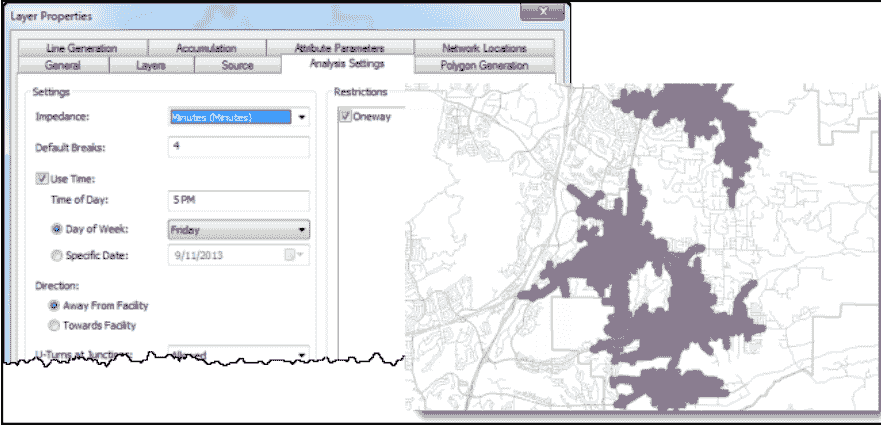 Layer Properties
Line Generation
Accumulation
Attribute Parameters
Network Locations
General
Layers
Source
Analysis Settings
Polygon Generation
Settings
Restrictions
Impedance:
Minutes (Minutes)
Oneway
Default Breaks:
4
Use Time:
Time of Day:
5 PM
Day of Week:
Friday
Specific Date:
9/11/2013
Direction:
Away From Facility
Towards Facility
U-Turns at Junctions:
Allowed